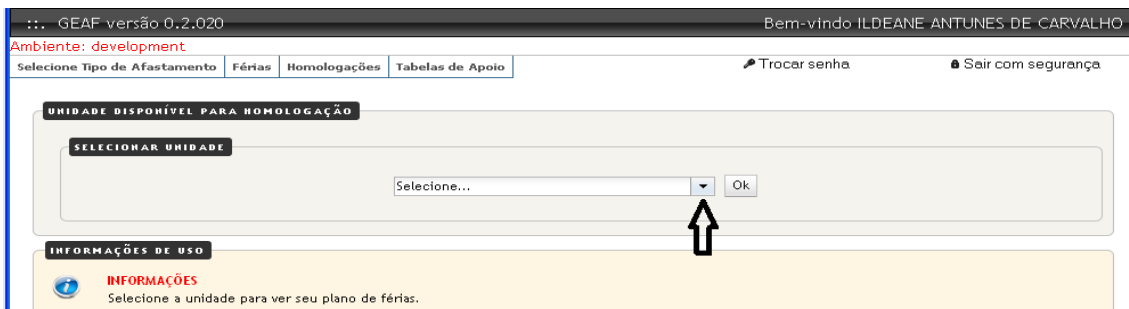 ::. GEAF versão 0.2.020 Bem-vindo ILDEANE ANTUNES DE CARVALHO
Ambiente: development
Selecione Tipo de Afastamento Férias Homologações Tabelas de Apoio Trocar senha Sair com segurança
UNIDADE DISPONÍVEL PARA HOMOLOGAÇÃO
SELECIONAR UNIDADE
Selecione... Ok
INFORMAÇÕES DE USO
INFORMAÇÕES
Selecione a unidade para ver seu plano de férias.